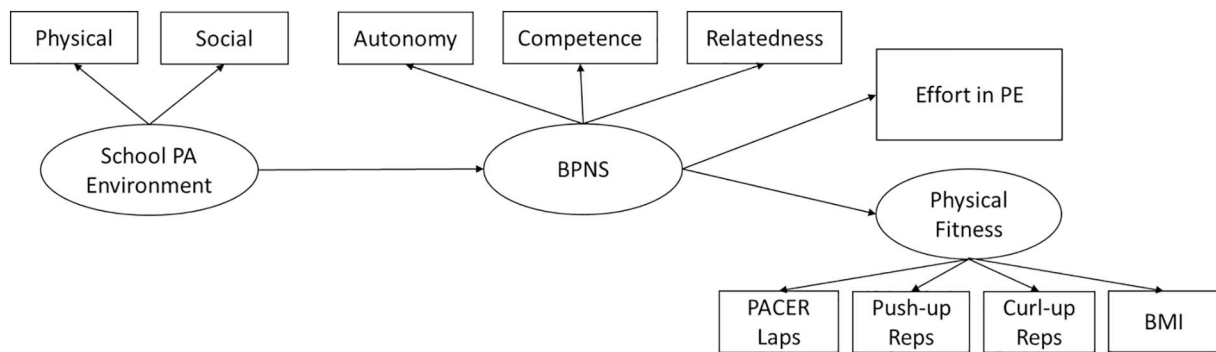 Physical
Social
Autonomy
Competence
Relatedness
Effort in PE
School PA
Environment
BPNS
Physical
Fitness
PACER
Laps
Push-up
Reps
Curl-up
Reps
BMI